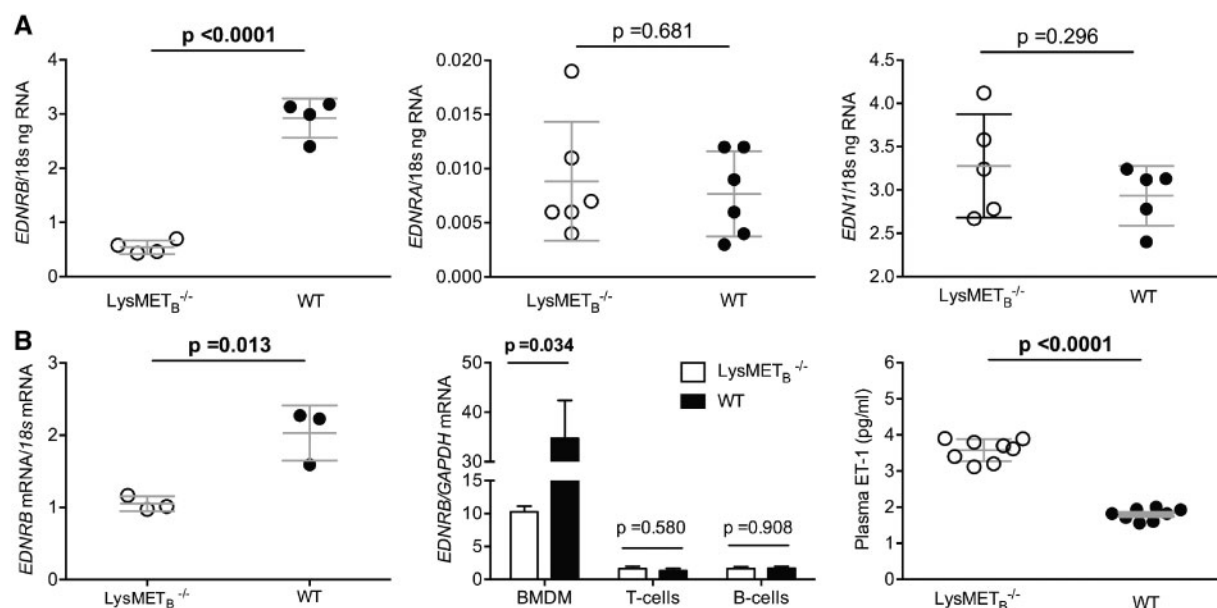 A
p <0.0001
EDNRB/18s ng RNA
4
3
2
1
0
LysMETB-/-
WT
p =0.681
EDNRA/18s ng RNA
0.020
0.015
0.010
0.005
0.000
LysMETB-/-
WT
p =0.296
EDN1/18s ng RNA
4.5
4.0
3.5
3.0
2.5
2.0
LysMETB-/-
WT
B
p =0.013
EDNRB mRNA/18s mRNA
3
2
1
0
LysMETB-/-
WT
p =0.034
LysMETB -/-
WT
EDNRB/GAPDH mRNA
50
40
30
15
10
5
0
p =0.580
p =0.908
BMDM
T-cells
B-cells
p <0.0001
Plasma ET-1 (pg/ml)
6
5
4
3
2
1
0
LysMETB-/-
WT